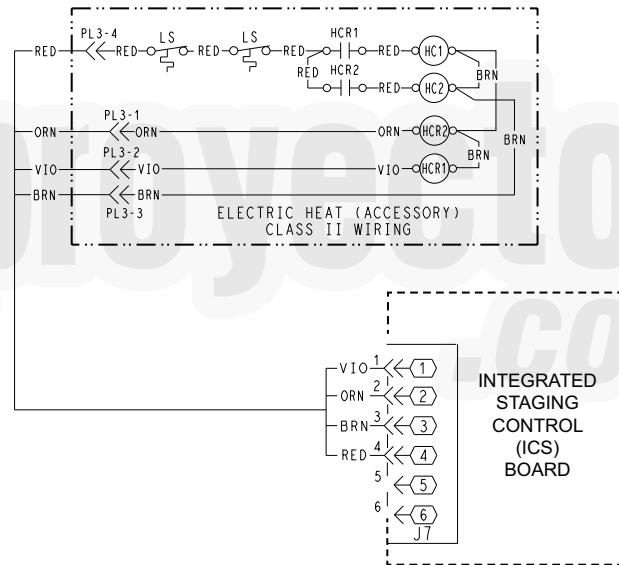 PL3-4 LS LS HCR1
RED RED RED RED RED HC1
RED HCR2 RED HC2 BRN
PL3-1
ORN ORN ORN HCR2 BRN
PL3-2 BRN
VIO VIO VIO HCR1
BRN BRN
PL3-3
ELECTRIC HEAT (ACCESSORY)
CLASS II WIRING
proyecto
.co
VIO 1 1
ORN 2 2
BRN 3 3
RED 4 4
5 5
6 6
J7
INTEGRATED
STAGING
CONTROL
(ICS)
BOARD